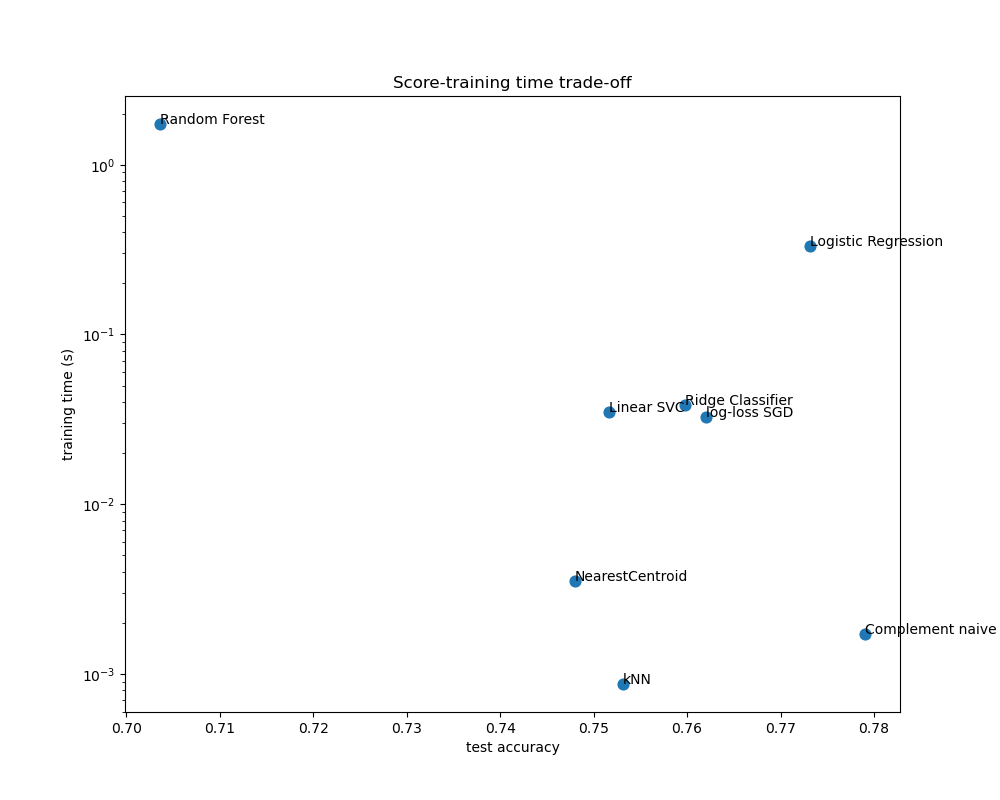 Score-training time trade-off
Random Forest
10⁰
Logistic Regression
10⁻¹
training time (s)
Ridge Classifier
Linear SVC
log-loss SGD
10⁻²
NearestCentroid
Complement naive
10⁻³
kNN
0.70 0.71 0.72 0.73 0.74 0.75 0.76 0.77 0.78
test accuracy